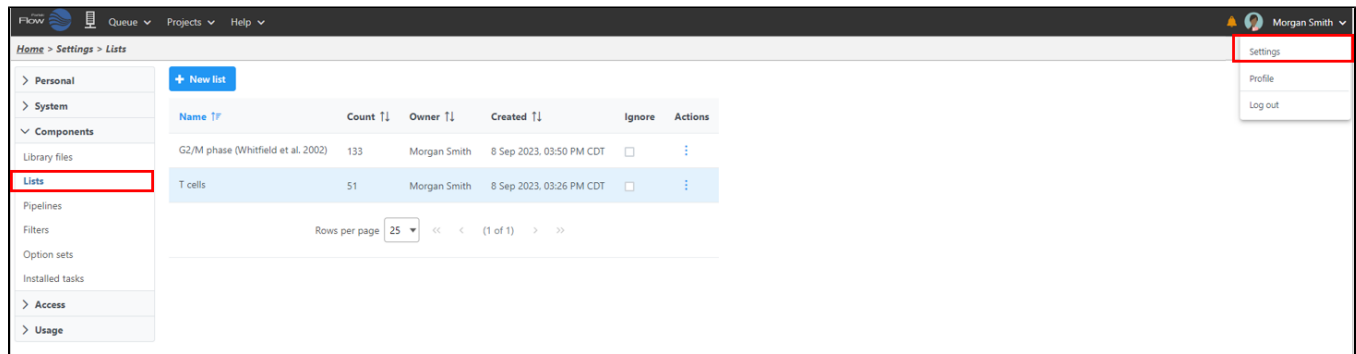 Partek
Flow Queue Projects Help Morgan Smith
Home > Settings > Lists
Settings
Profile
Log out
Personal
System
Components
Library files
Lists
Pipelines
Filters
Option sets
Installed tasks
Access
Usage
+ New list
Name Count Owner Created Ignore Actions
G2/M phase (Whitfield et al. 2002) 133 Morgan Smith 8 Sep 2023, 03:50 PM CDT
T cells 51 Morgan Smith 8 Sep 2023, 03:26 PM CDT
Rows per page 25 << < (1 of 1) > >>